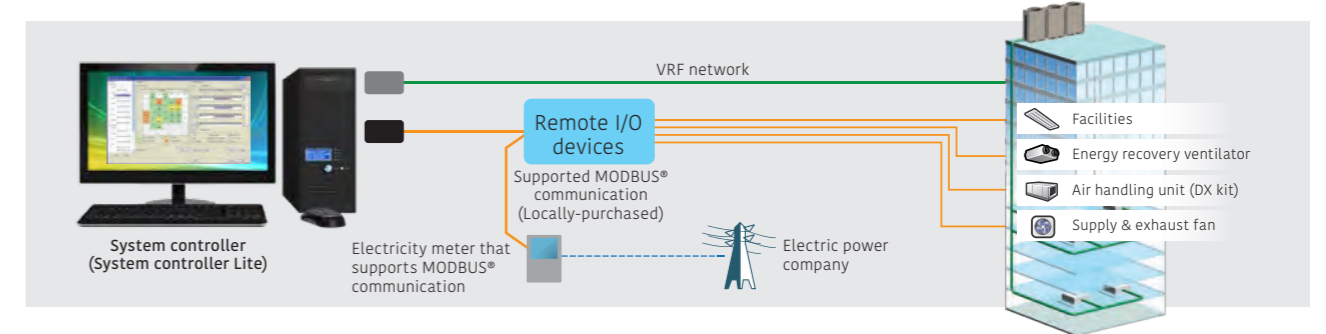 VRF network
Remote I/O
devices
Supported MODBUS®
communication
(Locally-purchased)
System controller
(System controller Lite)
Electricity meter that
supports MODBUS®
communication
Electric power
company
Facilities
Energy recovery ventilator
Air handling unit (DX kit)
Supply & exhaust fan